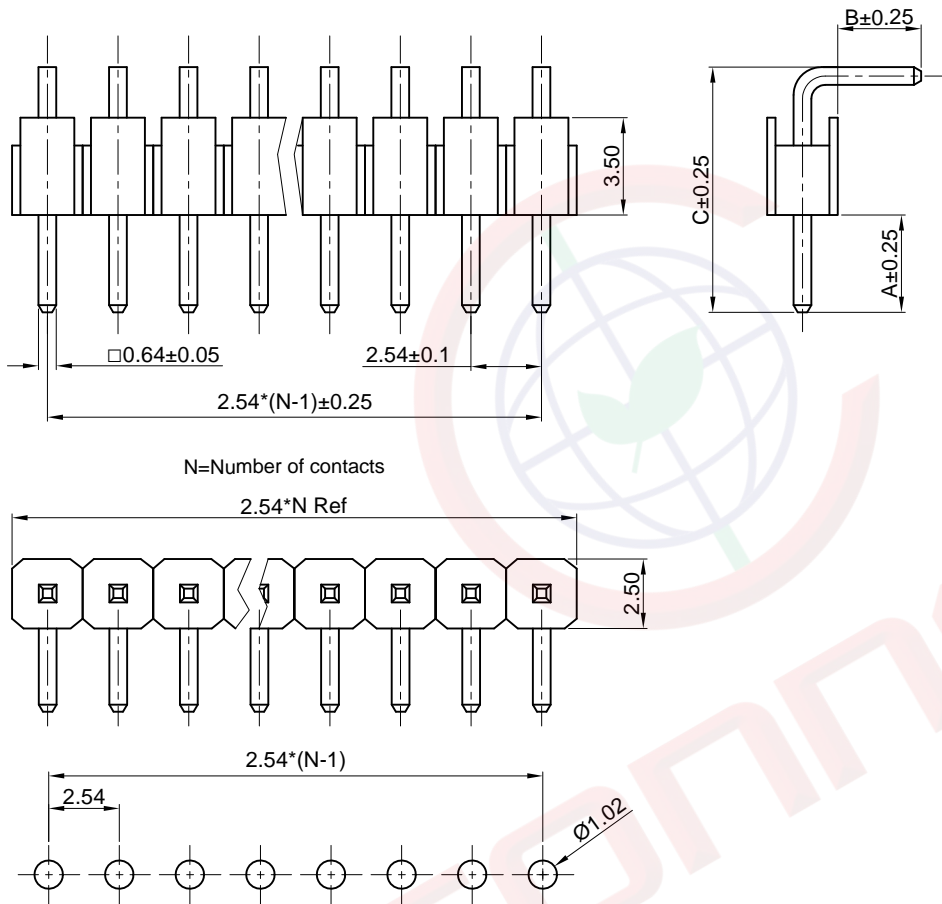 B±0.25
3.50
C±0.25
A±0.25
□0.64±0.05
2.54±0.1
2.54*(N-1)±0.25
N=Number of contacts
2.54*N Ref
2.50
2.54*(N-1)
2.54
Ø1.02